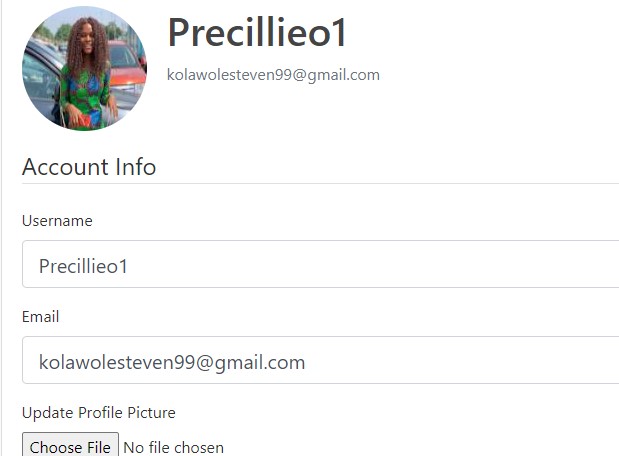 Precillieo1
kolawolesteven99@gmail.com
Account Info
Username
Precillieo1
Email
kolawolesteven99@gmail.com
Update Profile Picture
Choose File No file chosen